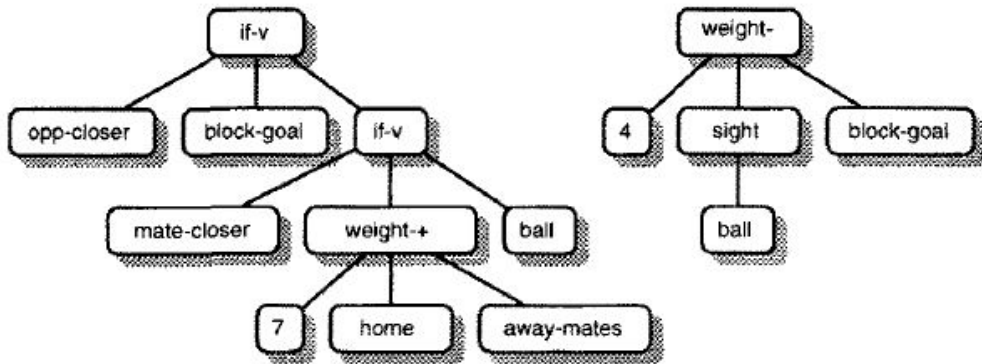 if-v weight-
opp-closer block-goal if-v 4 sight block-goal
mate-closer weight-+ ball ball
7 home away-mates